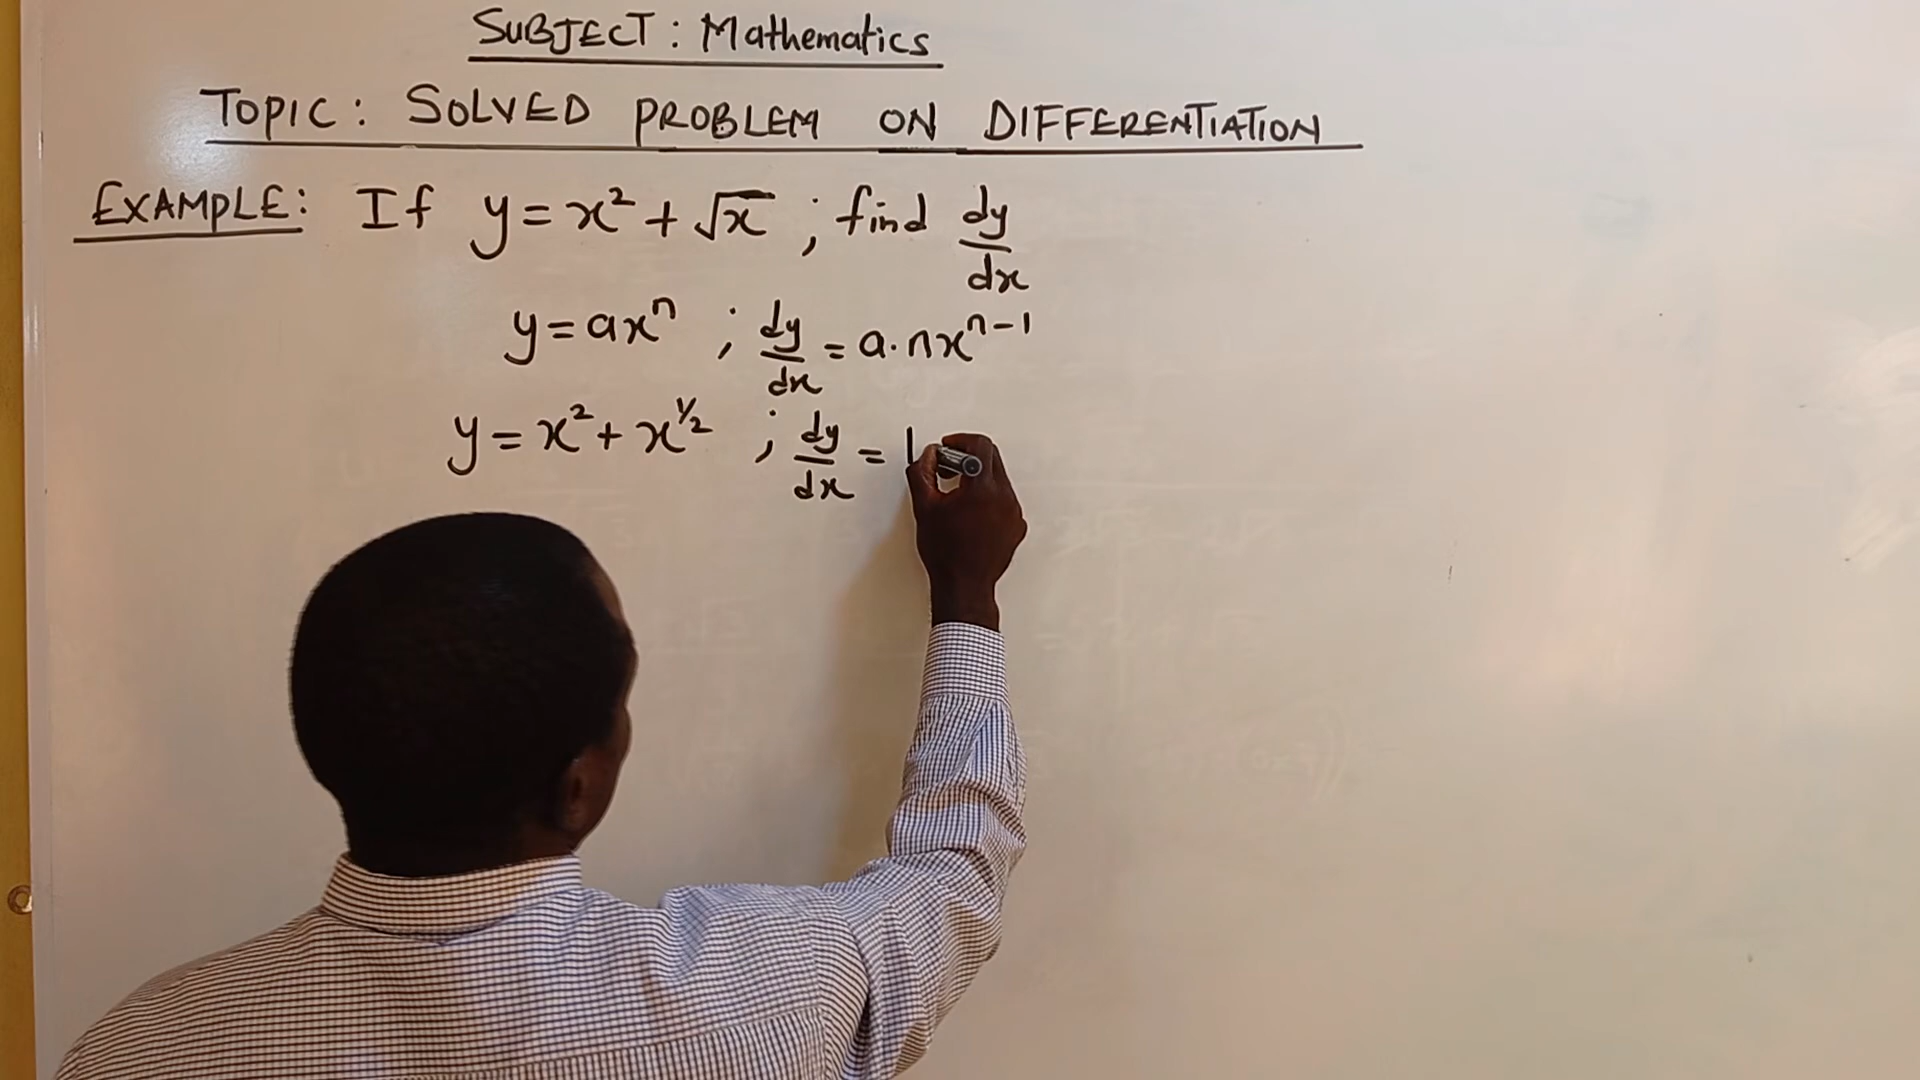 SUBJECT: Mathematics
TOPIC: SOLVED PROBLEM ON DIFFERENTIATION
EXAMPLE: If y = x² + √x ; find dy/dx
y = axⁿ ; dy/dx = a·nxⁿ⁻¹
y = x² + x^½ ; dy/dx = 1